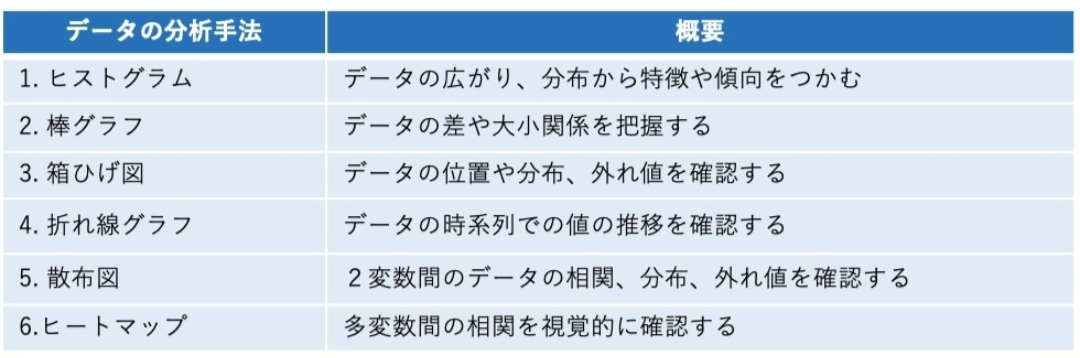 データの分析手法 概要
1. ヒストグラム データの広がり、分布から特徴や傾向をつかむ
2. 棒グラフ データの差や大小関係を把握する
3. 箱ひげ図 データの位置や分布、外れ値を確認する
4. 折れ線グラフ データの時系列での値の推移を確認する
5. 散布図 ２変数間のデータの相関、分布、外れ値を確認する
6.ヒートマップ 多変数間の相関を視覚的に確認する